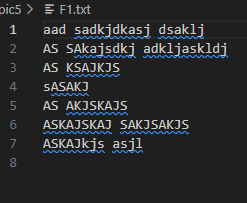 pic5 > F1.txt
1 aad sadkjdkasj dsaklj
2 AS SAkajsdkj adkljaskldj
3 AS KSAJKJS
4 sASAKJ
5 AS AKJSKAJS
6 ASKAJSKAJ SAKJSAKJS
7 ASKAJkjs asjl
8